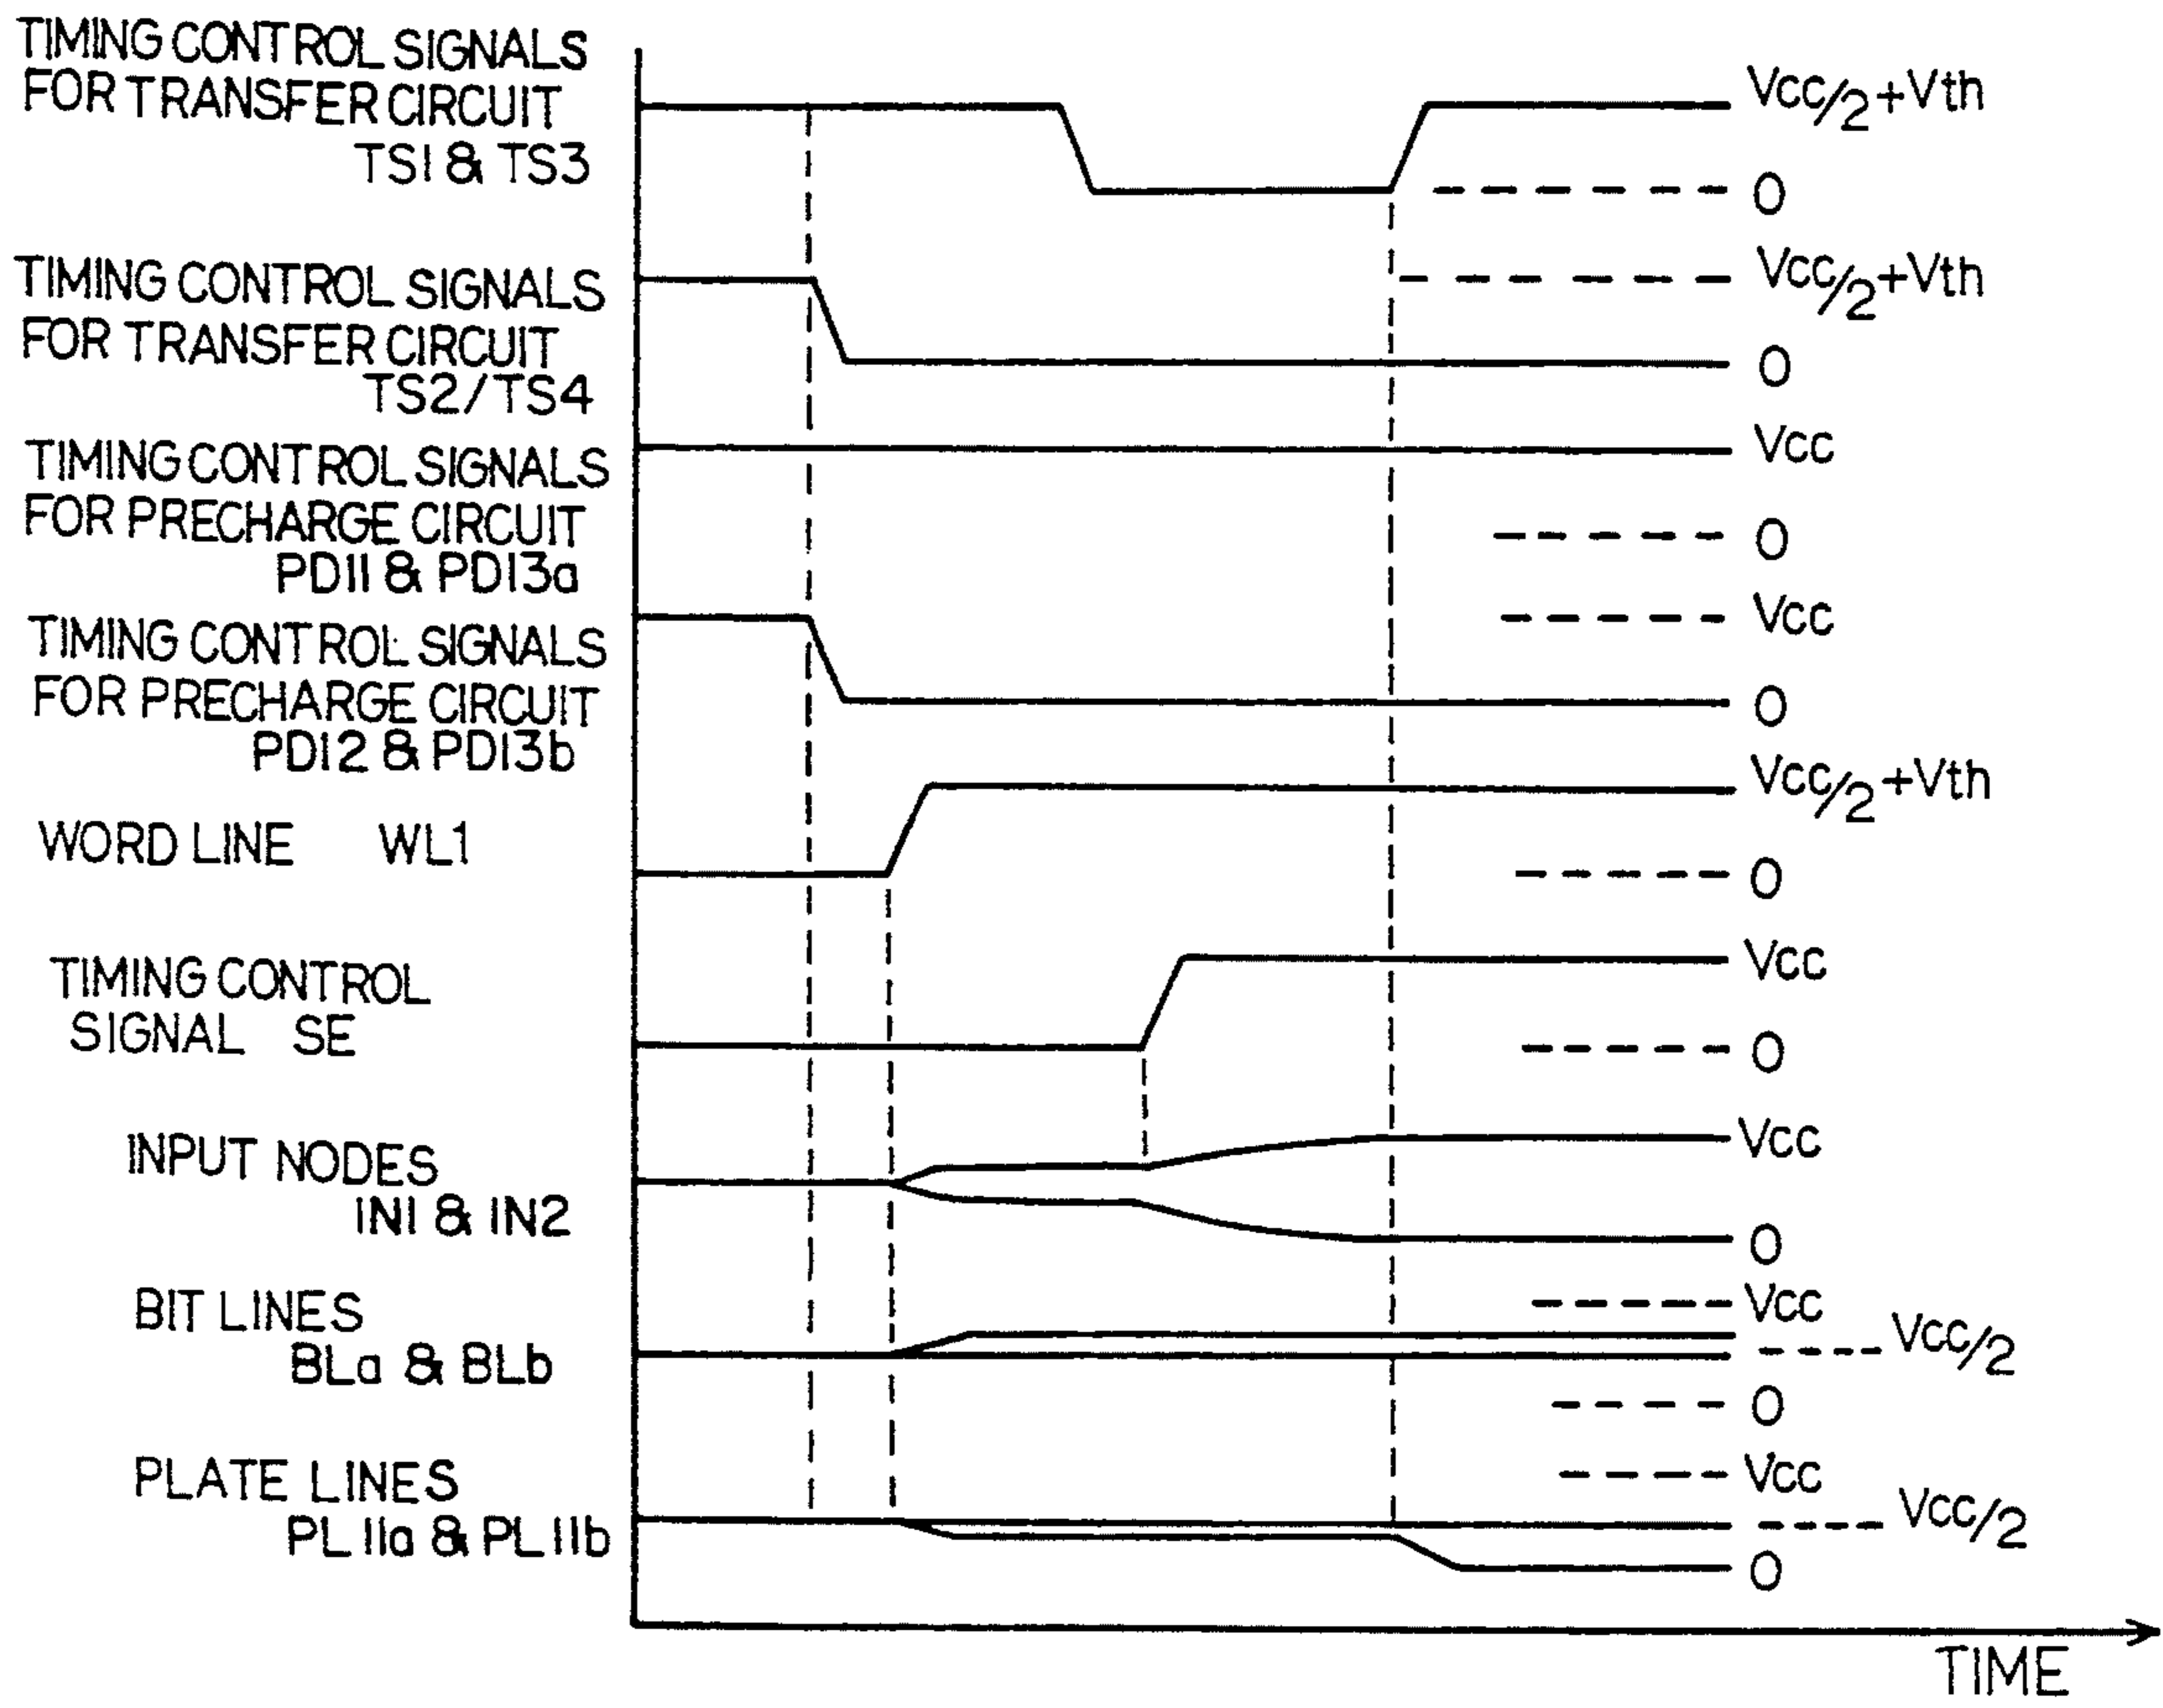 TIMING CONTROL SIGNALS
FOR TRANSFER CIRCUIT
TS1 & TS3
Vcc/2+Vth
0
TIMING CONTROL SIGNALS
FOR TRANSFER CIRCUIT
TS2/TS4
Vcc/2+Vth
0
TIMING CONTROL SIGNALS
FOR PRECHARGE CIRCUIT
PD11 & PD13a
Vcc
0
TIMING CONTROL SIGNALS
FOR PRECHARGE CIRCUIT
PD12 & PD13b
Vcc
0
WORD LINE WL1
Vcc/2+Vth
0
TIMING CONTROL
SIGNAL SE
Vcc
0
INPUT NODES
IN1 & IN2
Vcc
0
BIT LINES
BLa & BLb
Vcc
Vcc/2
0
PLATE LINES
PL11a & PL11b
Vcc
Vcc/2
0
TIME